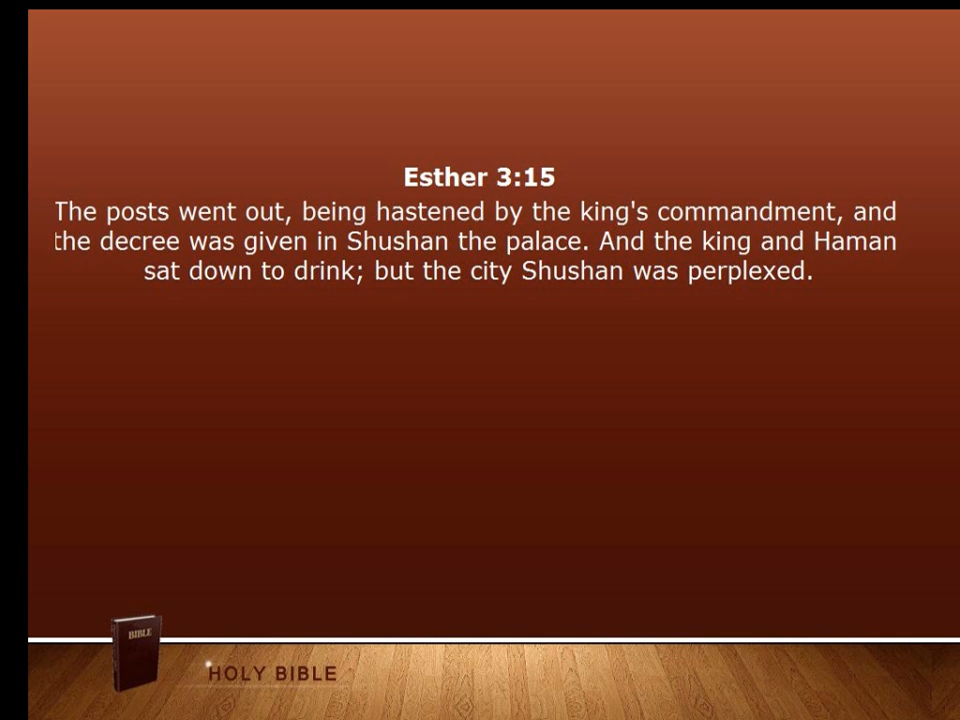 Esther 3:15
The posts went out, being hastened by the king's commandment, and
the decree was given in Shushan the palace. And the king and Haman
sat down to drink; but the city Shushan was perplexed.
BIBLE
HOLY BIBLE